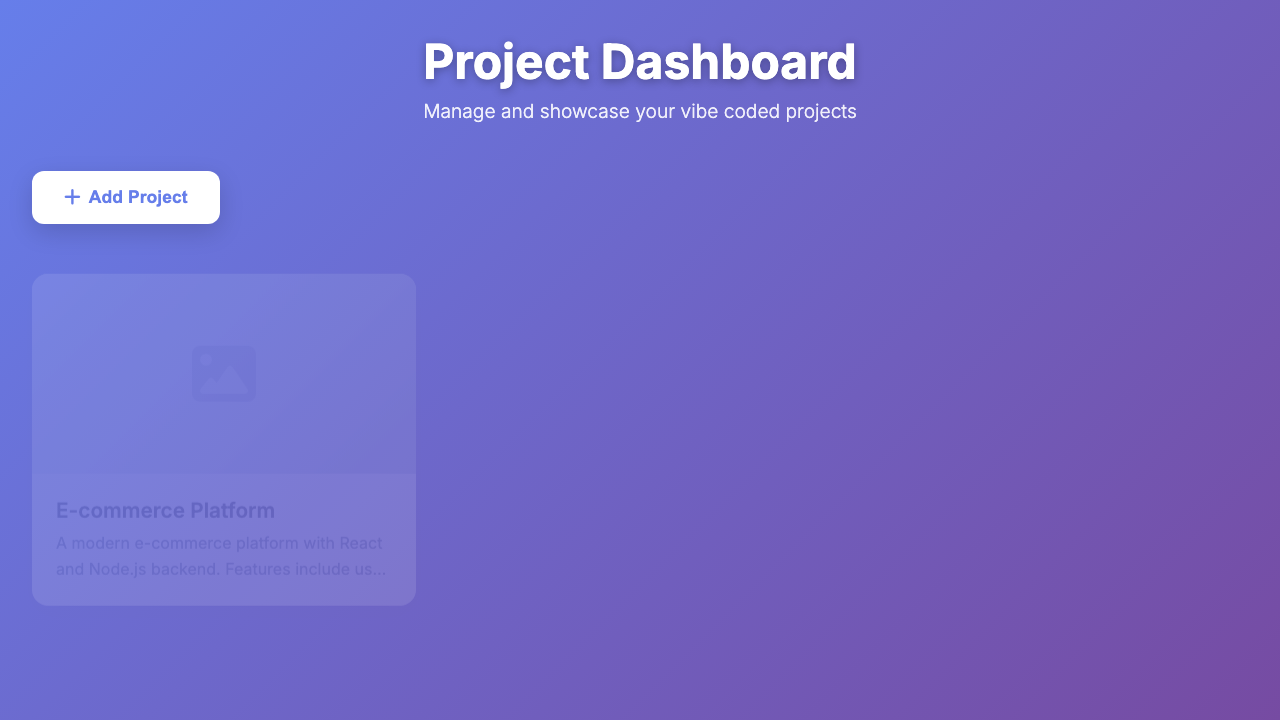 Project Dashboard
Manage and showcase your vibe coded projects
Add Project
E-commerce Platform
A modern e-commerce platform with React
and Node.js backend. Features include us...